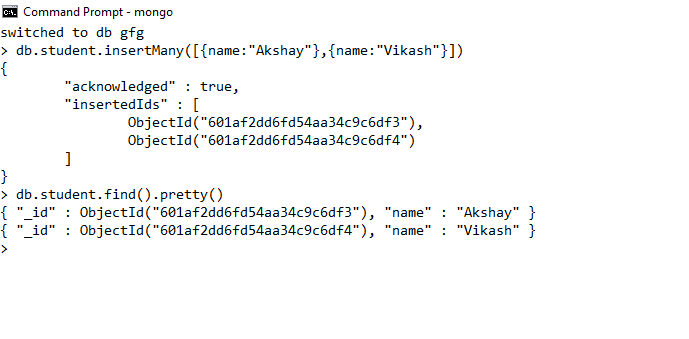 Command Prompt - mongo
switched to db gfg
> db.student.insertMany([{name:"Akshay"},{name:"Vikash"}])
{
        "acknowledged" : true,
        "insertedIds" : [
                ObjectId("601af2dd6fd54aa34c9c6df3"),
                ObjectId("601af2dd6fd54aa34c9c6df4")
        ]
}
> db.student.find().pretty()
{ "_id" : ObjectId("601af2dd6fd54aa34c9c6df3"), "name" : "Akshay" }
{ "_id" : ObjectId("601af2dd6fd54aa34c9c6df4"), "name" : "Vikash" }
>